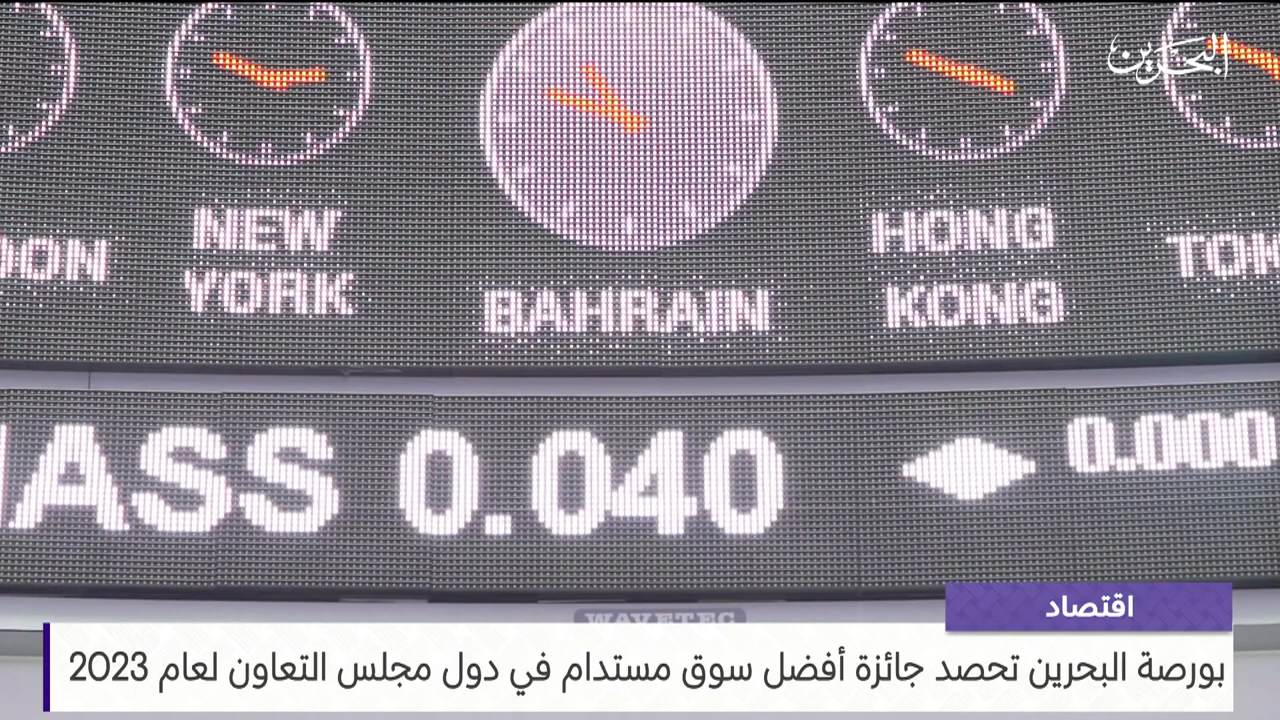 البحرين
NEW
YORK
BAHRAIN
HONG
KONG
ASS 0.040
0.000
WAVETEC
اقتصاد
بورصة البحرين تحصد جائزة أفضل سوق مستدام في دول مجلس التعاون لعام 2023